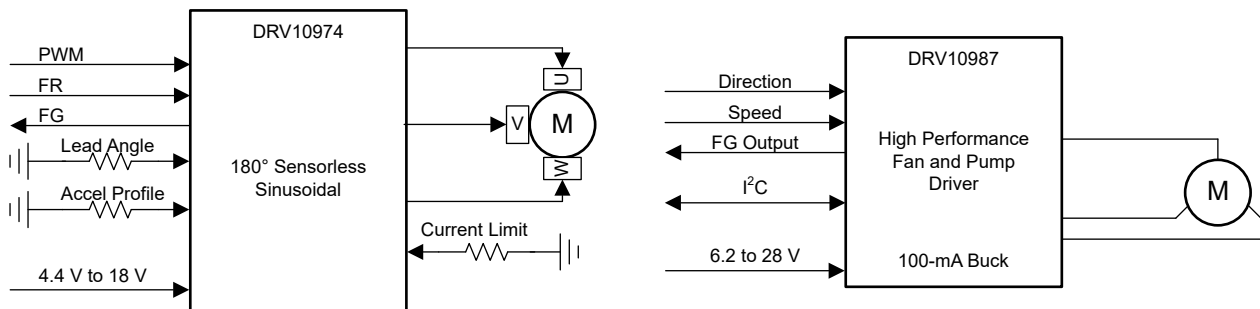 DRV10974
PWM
FR
FG
Lead Angle
Accel Profile
4.4 V to 18 V
180° Sensorless
Sinusoidal
U
V
M
W
Current Limit
DRV10987
Direction
Speed
FG Output
I²C
6.2 to 28 V
High Performance
Fan and Pump
Driver
100-mA Buck
M